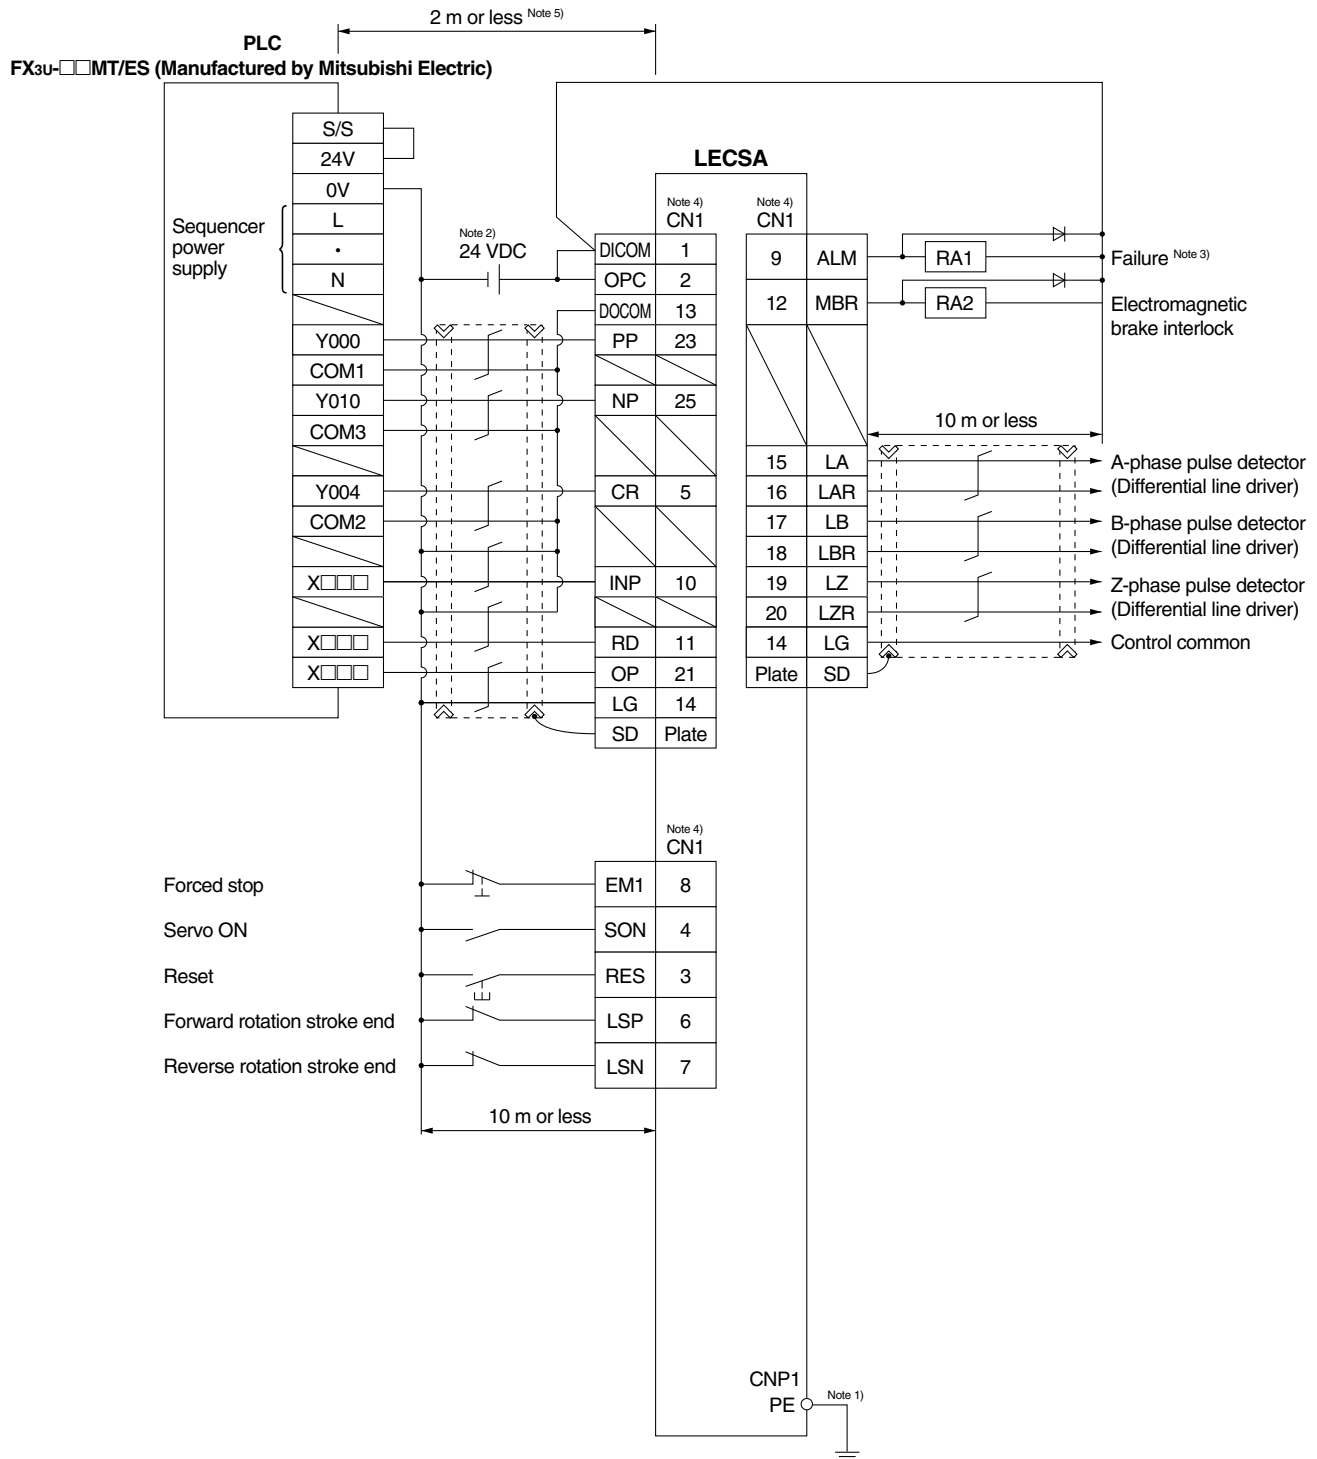 2 m or less Note 5)
PLC
FX3U-□□MT/ES (Manufactured by Mitsubishi Electric)
S/S
24V
0V
L
•
N
Sequencer
power
supply
Y000
COM1
Y010
COM3
Y004
COM2
X□□□
X□□□
X□□□
Note 2)
24 VDC
LECSA
Note 4)
CN1
DICOM 1
OPC 2
DOCOM 13
PP 23
NP 25
CR 5
INP 10
RD 11
OP 21
LG 14
SD Plate
Note 4)
CN1
9 ALM
12 MBR
15 LA
16 LAR
17 LB
18 LBR
19 LZ
20 LZR
14 LG
Plate SD
RA1
RA2
Failure Note 3)
Electromagnetic
brake interlock
10 m or less
A-phase pulse detector
(Differential line driver)
B-phase pulse detector
(Differential line driver)
Z-phase pulse detector
(Differential line driver)
Control common
Note 4)
CN1
Forced stop
EM1 8
Servo ON
SON 4
Reset
RES 3
Forward rotation stroke end
LSP 6
Reverse rotation stroke end
LSN 7
10 m or less
CNP1
PE
Note 1)